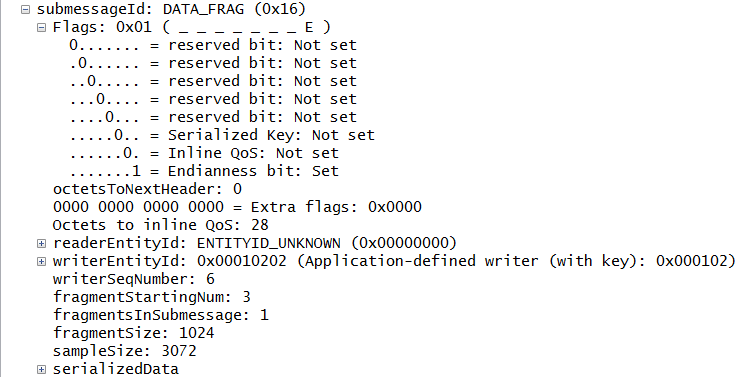 submessageId: DATA_FRAG (0x16)
Flags: 0x01 ( _ _ _ _ _ _ _ E )
0....... = reserved bit: Not set
.0...... = reserved bit: Not set
..0..... = reserved bit: Not set
...0.... = reserved bit: Not set
....0... = reserved bit: Not set
.....0.. = Serialized Key: Not set
......0. = Inline QoS: Not set
.......1 = Endianness bit: Set
octetsToNextHeader: 0
0000 0000 0000 0000 = Extra flags: 0x0000
Octets to inline QoS: 28
readerEntityId: ENTITYID_UNKNOWN (0x00000000)
writerEntityId: 0x00010202 (Application-defined writer (with key): 0x000102)
writerSeqNumber: 6
fragmentStartingNum: 3
fragmentsInSubmessage: 1
fragmentSize: 1024
sampleSize: 3072
serializedData